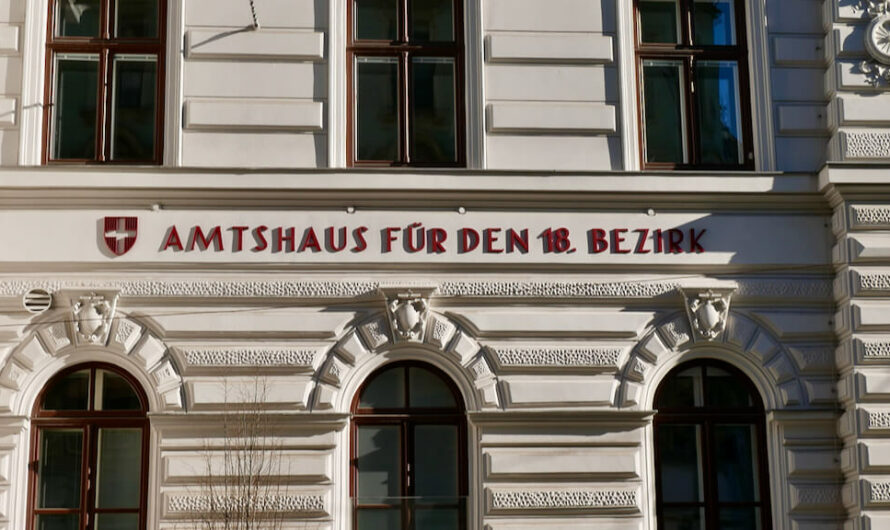 AMTSHAUS FÜR DEN 18. BEZIRK